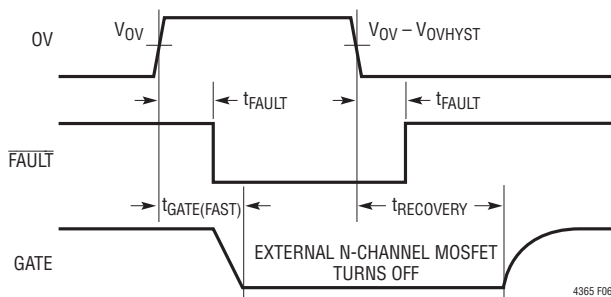 OV
V_OV
V_OV – V_OVHYST
t_FAULT
t_FAULT
FAULT
t_GATE(FAST)
t_RECOVERY
GATE
EXTERNAL N-CHANNEL MOSFET
TURNS OFF
4365 F06